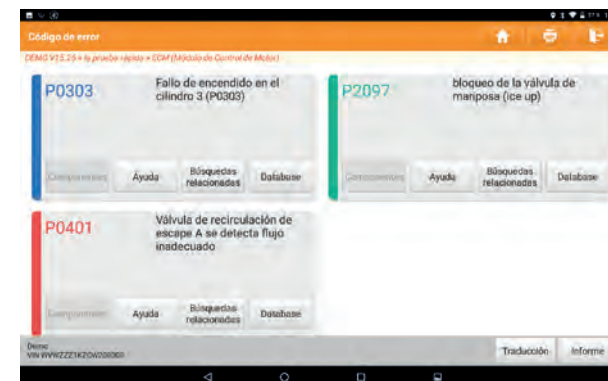 Código de error
DEMO V15.25 > la prueba rápida > ECM (Módulo de Control de Motor)
P0303
Fallo de encendido en el
cilindro 3 (P0303)
Componentes
Ayuda
Búsquedas
relacionadas
Database
P2097
bloqueo de la válvula de
mariposa (ice up)
Componentes
Ayuda
Búsquedas
relacionadas
Database
P0401
Válvula de recirculación de
escape A se detecta flujo
inadecuado
Componentes
Ayuda
Búsquedas
relacionadas
Database
Demo
VIN
Traducción
Informe